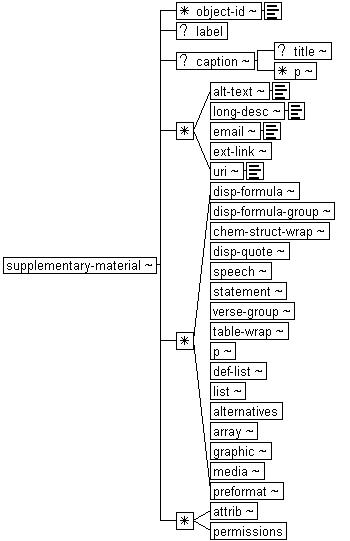 * object-id ~
? label
? caption ~
? title ~
* p ~
*
alt-text ~
long-desc ~
email ~
ext-link ~
uri ~
supplementary-material ~
*
disp-formula ~
disp-formula-group ~
chem-struct-wrap ~
disp-quote ~
speech ~
statement ~
verse-group ~
table-wrap ~
p ~
def-list ~
list ~
alternatives
array ~
graphic ~
media ~
preformat ~
*
attrib ~
permissions